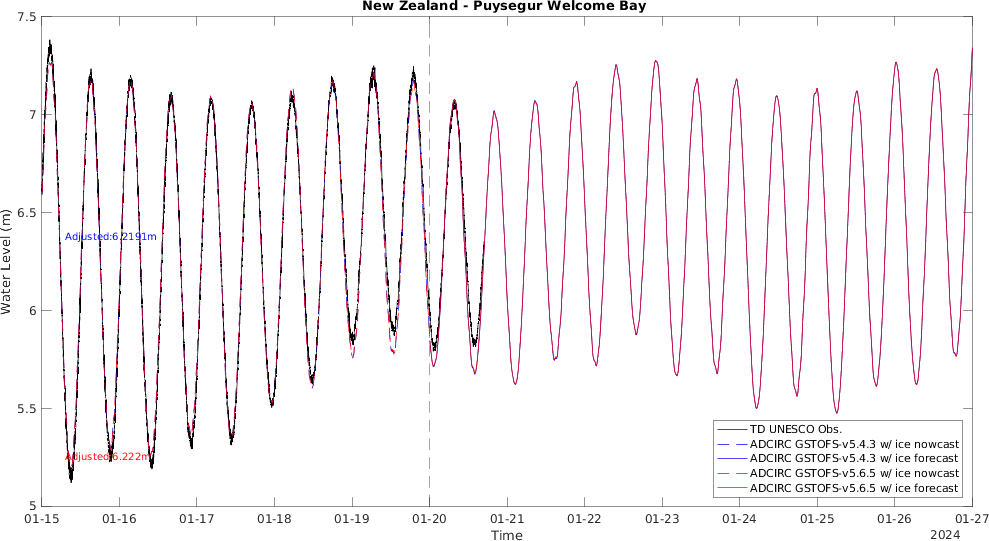 New Zealand - Puysegur Welcome Bay
7.5
7
6.5
6
5.5
5
Water Level (m)
Adjusted:6.2191m
Adjusted:6.222m
TD UNESCO Obs.
ADCIRC GSTOFS-v5.4.3 w/ ice nowcast
ADCIRC GSTOFS-v5.4.3 w/ ice forecast
ADCIRC GSTOFS-v5.6.5 w/ ice nowcast
ADCIRC GSTOFS-v5.6.5 w/ ice forecast
01-15 01-16 01-17 01-18 01-19 01-20 01-21 01-22 01-23 01-24 01-25 01-26 01-27
Time
2024